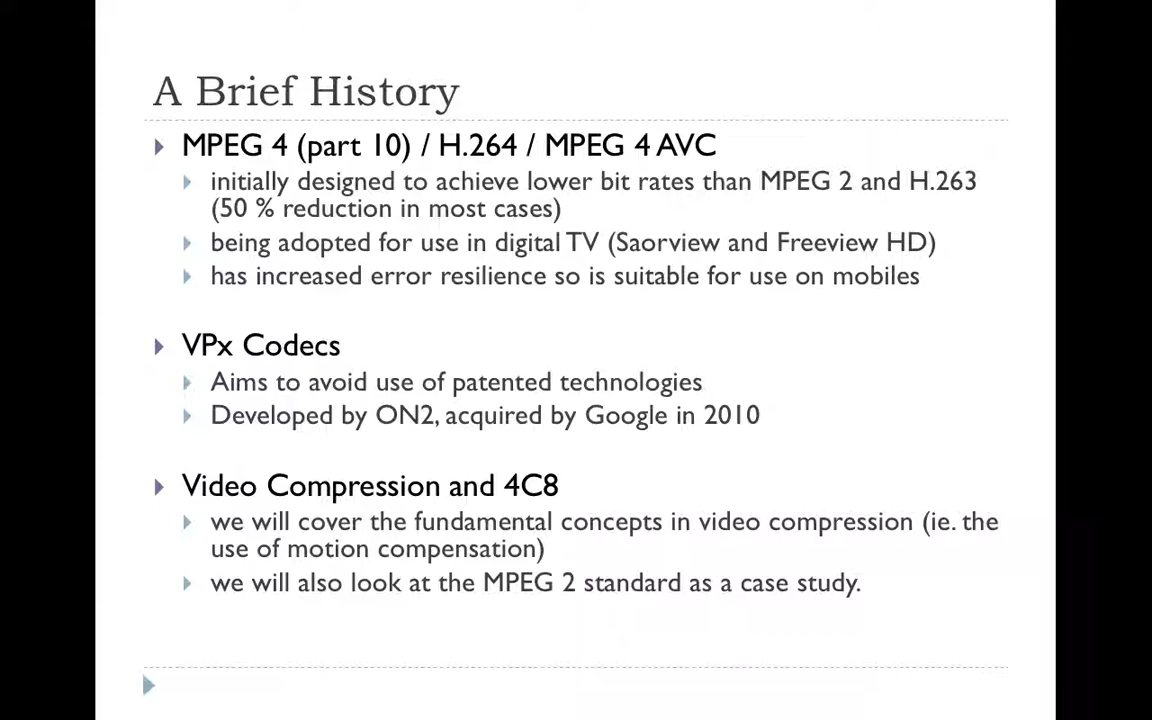 A Brief History
MPEG 4 (part 10) / H.264 / MPEG 4 AVC
initially designed to achieve lower bit rates than MPEG 2 and H.263
(50 % reduction in most cases)
being adopted for use in digital TV (Saorview and Freeview HD)
has increased error resilience so is suitable for use on mobiles
VPx Codecs
Aims to avoid use of patented technologies
Developed by ON2, acquired by Google in 2010
Video Compression and 4C8
we will cover the fundamental concepts in video compression (ie. the
use of motion compensation)
we will also look at the MPEG 2 standard as a case study.